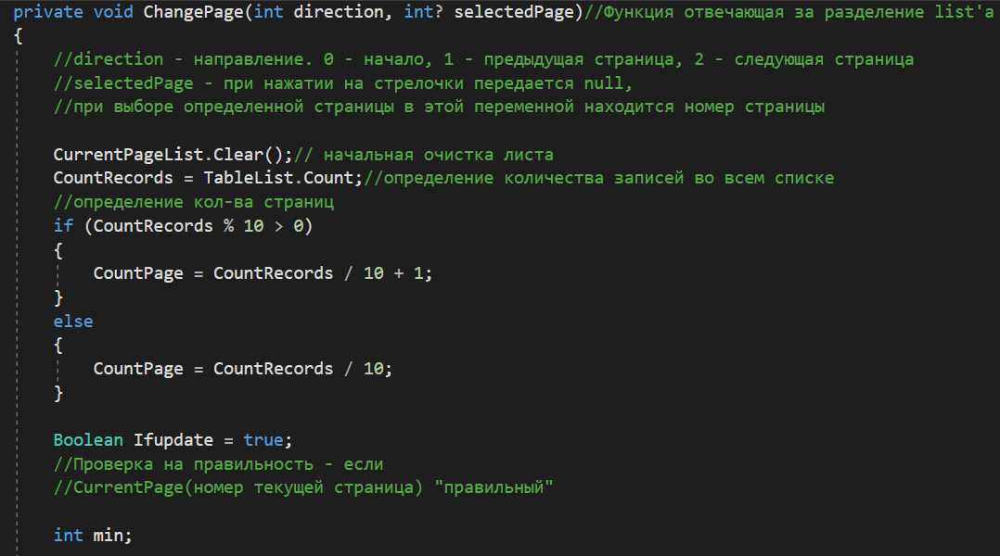 private void ChangePage(int direction, int? selectedPage)//Функция отвечающая за разделение list'а
{
//direction - направление. 0 - начало, 1 - предыдущая страница, 2 - следующая страница
//selectedPage - при нажатии на стрелочки передается null,
//при выборе определенной страницы в этой переменной находится номер страницы
CurrentPageList.Clear();// начальная очистка листа
CountRecords = TableList.Count;//определение количества записей во всем списке
//определение кол-ва страниц
if (CountRecords % 10 > 0)
{
CountPage = CountRecords / 10 + 1;
}
else
{
CountPage = CountRecords / 10;
}
Boolean Ifupdate = true;
//Проверка на правильность - если
//CurrentPage(номер текущей страница) "правильный"
int min;